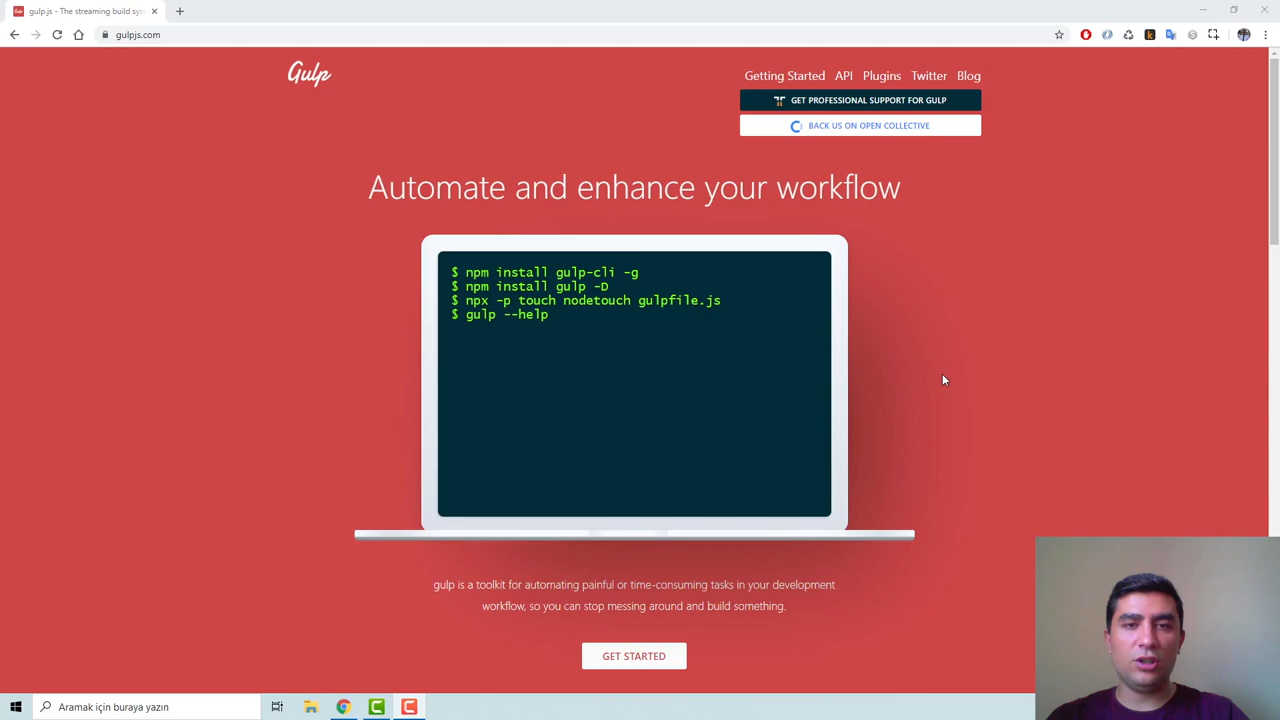 gulp.js - The streaming build sys
gulpjs.com
Gulp
Getting Started API Plugins Twitter Blog
GET PROFESSIONAL SUPPORT FOR GULP
BACK US ON OPEN COLLECTIVE
Automate and enhance your workflow
$ npm install gulp-cli -g
$ npm install gulp -D
$ npx -p touch nodetouch gulpfile.js
$ gulp --help
gulp is a toolkit for automating painful or time-consuming tasks in your development
workflow, so you can stop messing around and build something.
GET STARTED
Aramak için buraya yazın